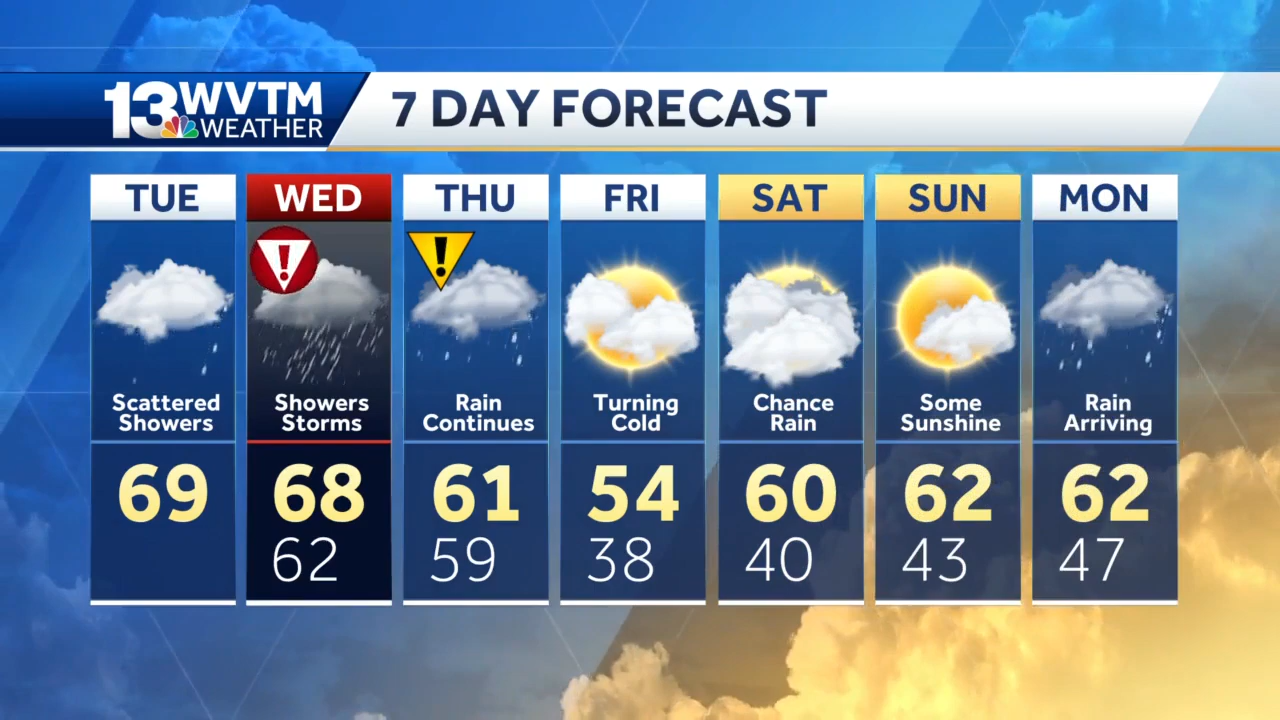 13 WVTM
WEATHER
7 DAY FORECAST
TUE
Scattered
Showers
69
WED
!
Showers
Storms
68
62
THU
!
Rain
Continues
61
59
FRI
Turning
Cold
54
38
SAT
Chance
Rain
60
40
SUN
Some
Sunshine
62
43
MON
Rain
Arriving
62
47